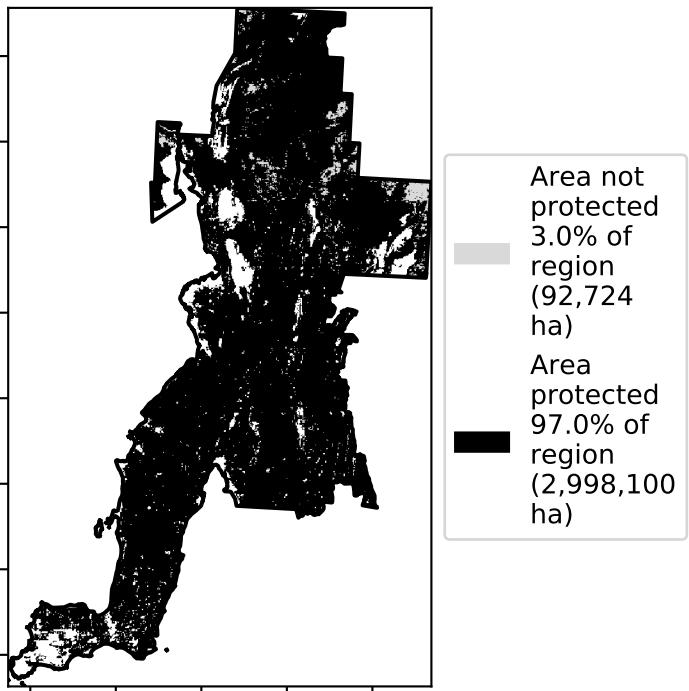 Area not
protected
3.0% of
region
(92,724
ha)
Area
protected
97.0% of
region
(2,998,100
ha)